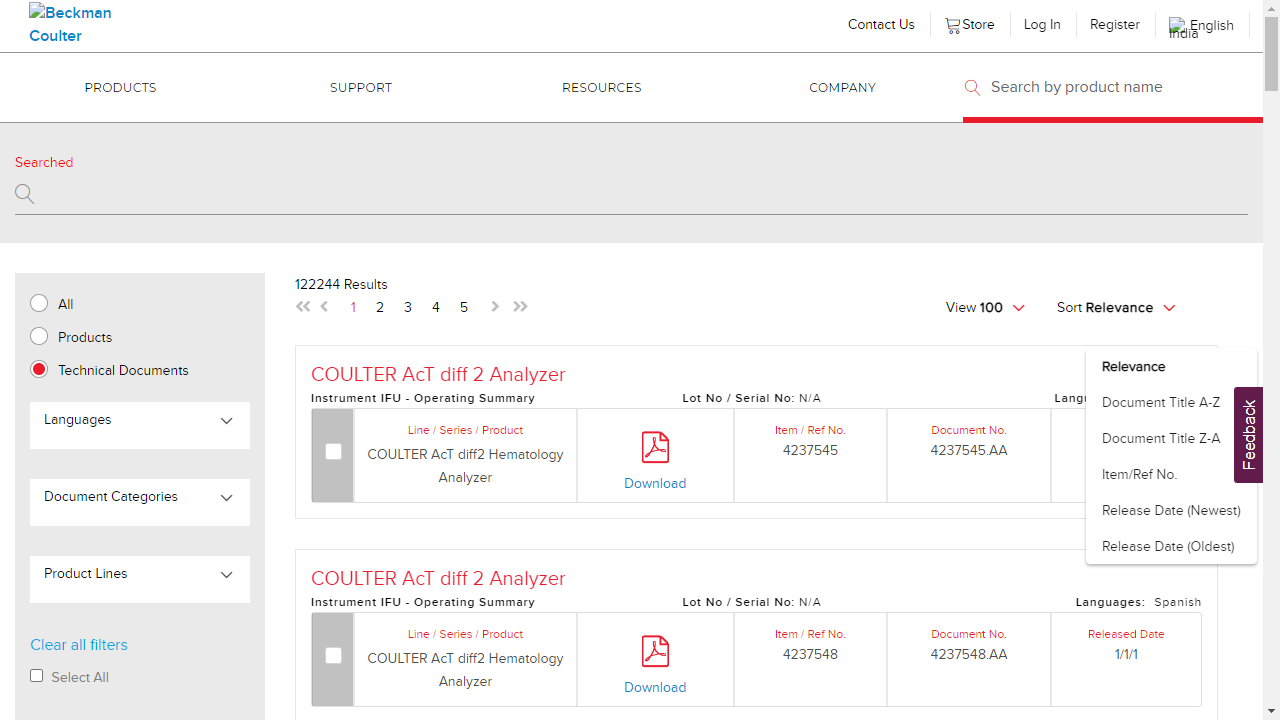 Beckman Coulter
Contact Us
Store
Log In
Register
India
English
PRODUCTS
SUPPORT
RESOURCES
COMPANY
Search by product name
Searched
All
Products
Technical Documents
Languages
Document Categories
Product Lines
Clear all filters
Select All
122244 Results
1 2 3 4 5
View 100
Sort Relevance
Relevance
Document Title A-Z
Document Title Z-A
Item/Ref No.
Release Date (Newest)
Release Date (Oldest)
Feedback
COULTER AcT diff 2 Analyzer
Instrument IFU - Operating Summary
Lot No / Serial No: N/A
Line / Series / Product
COULTER AcT diff2 Hematology
Analyzer
Download
Item / Ref No.
4237545
Document No.
4237545.AA
COULTER AcT diff 2 Analyzer
Instrument IFU - Operating Summary
Lot No / Serial No: N/A
Languages: Spanish
Line / Series / Product
COULTER AcT diff2 Hematology
Analyzer
Download
Item / Ref No.
4237548
Document No.
4237548.AA
Released Date
1/1/1